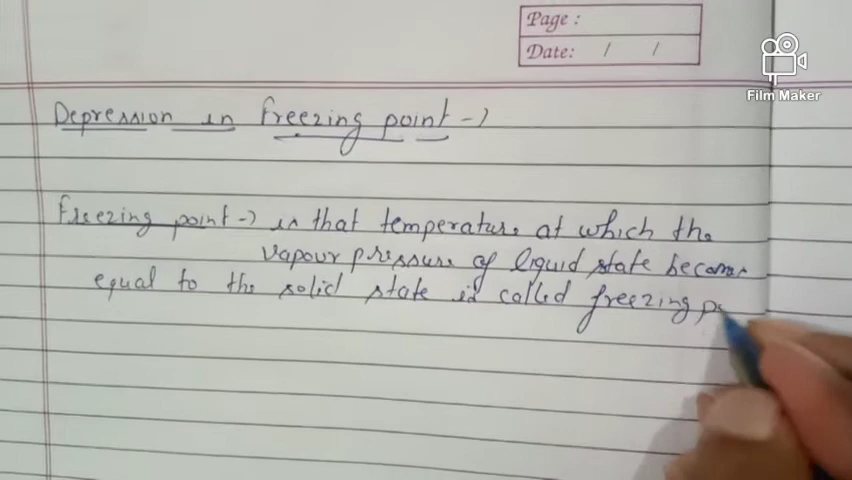 Page :
Date: / /
Film Maker
Depression in freezing point →
Freezing point → is that temperature at which the
vapour pressure of liquid state becomes
equal to the solid state is called freezing p